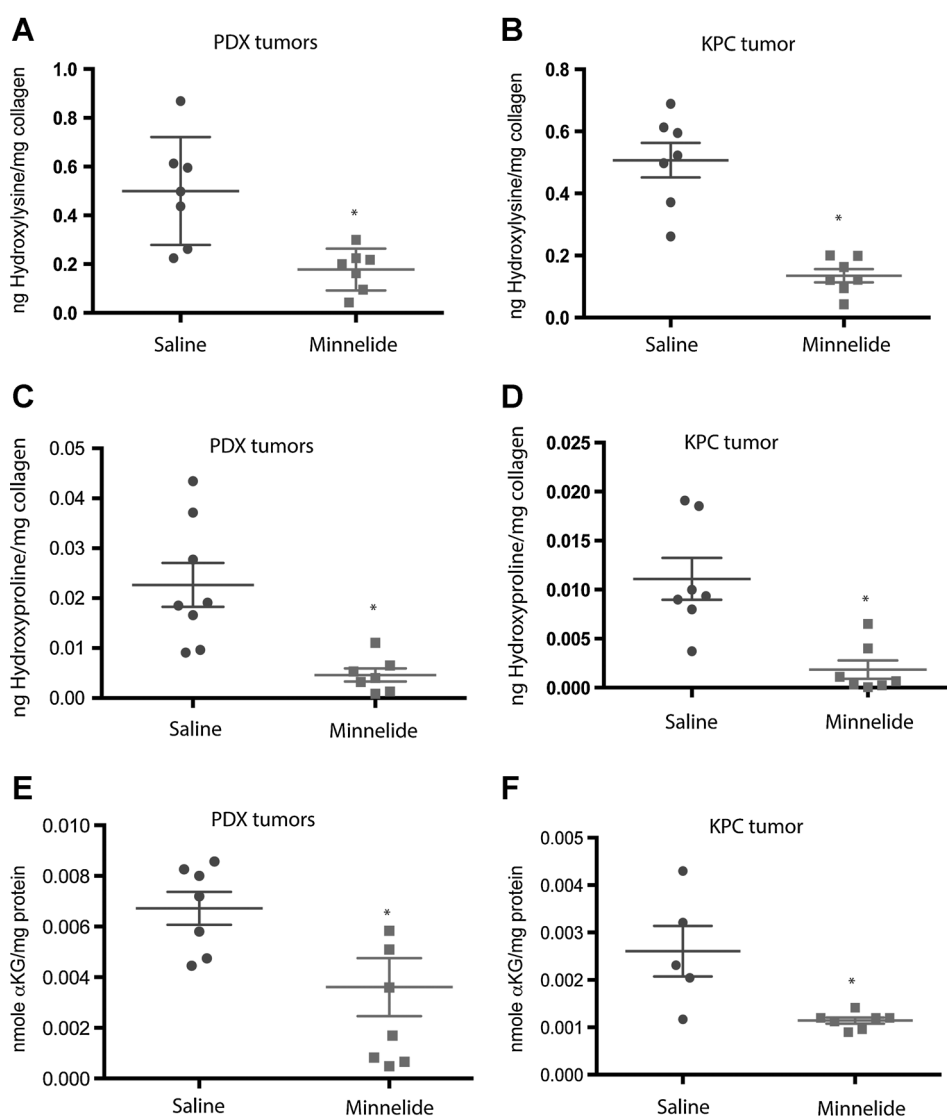 A
PDX tumors
ng Hydroxylysine/mg collagen
1.0
0.8
0.6
0.4
0.2
0.0
*
Saline
Minnelide
B
KPC tumor
ng Hydroxylysine/mg collagen
0.8
0.6
0.4
0.2
0.0
*
Saline
Minnelide
C
PDX tumors
ng Hydroxyproline/mg collagen
0.05
0.04
0.03
0.02
0.01
0.00
*
Saline
Minnelide
D
KPC tumor
ng Hydroxyproline/mg collagen
0.025
0.020
0.015
0.010
0.005
0.000
*
Saline
Minnelide
E
PDX tumors
nmole αKG/mg protein
0.010
0.008
0.006
0.004
0.002
0.000
*
Saline
Minnelide
F
KPC tumor
nmole αKG/mg protein
0.005
0.004
0.003
0.002
0.001
0.000
*
Saline
Minnelide